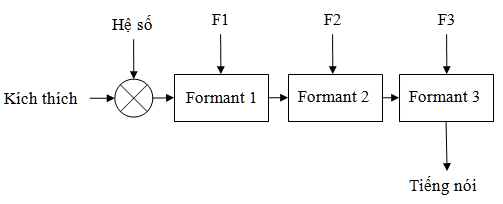 Hệ số
F1
F2
F3
Kích thích
Formant 1
Formant 2
Formant 3
Tiếng nói